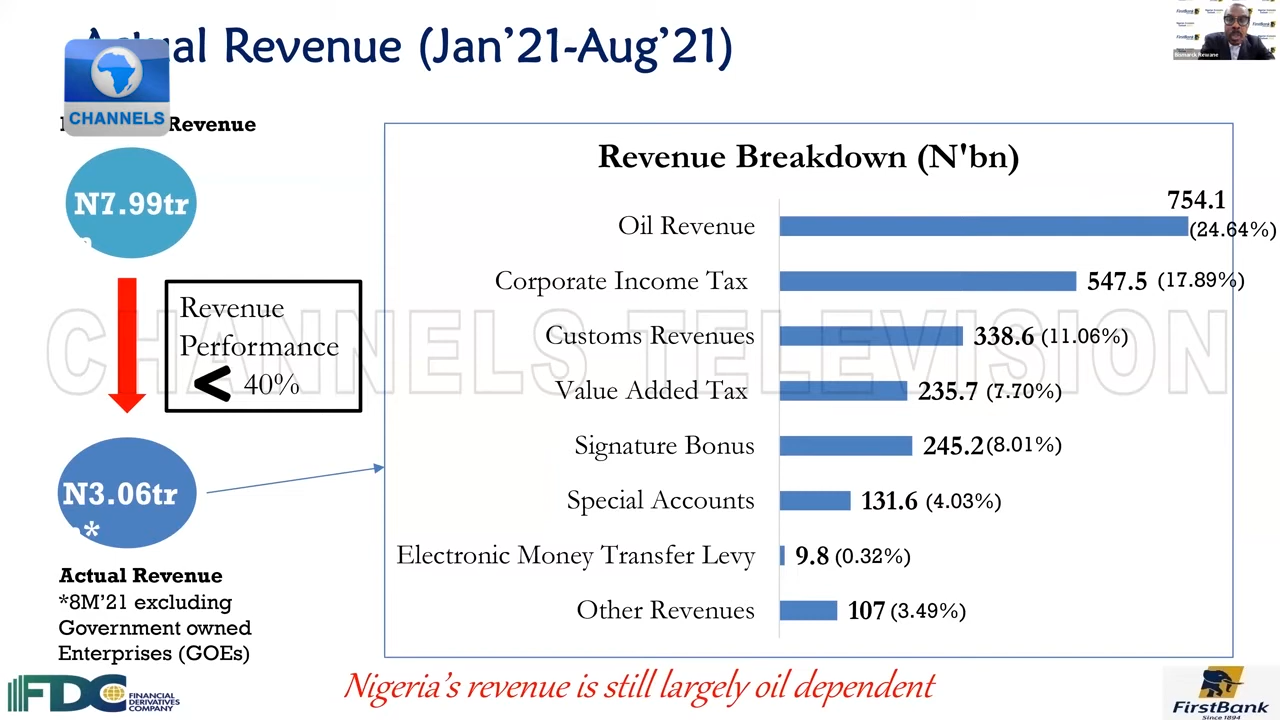 Actual Revenue (Jan’21-Aug’21)
CHANNELS
Revenue
N7.99tr
Revenue
Performance
< 40%
N3.06tr
*
Actual Revenue
*8M’21 excluding
Government owned
Enterprises (GOEs)
Revenue Breakdown (N'bn)
Oil Revenue 754.1 (24.64%)
Corporate Income Tax 547.5 (17.89%)
Customs Revenues 338.6 (11.06%)
Value Added Tax 235.7 (7.70%)
Signature Bonus 245.2 (8.01%)
Special Accounts 131.6 (4.03%)
Electronic Money Transfer Levy 9.8 (0.32%)
Other Revenues 107 (3.49%)
CHANNELS TELEVISION
Nigeria’s revenue is still largely oil dependent
FDC FINANCIAL
DERIVATIVES
COMPANY
FirstBank
Since 1894
Bismarck Rewane